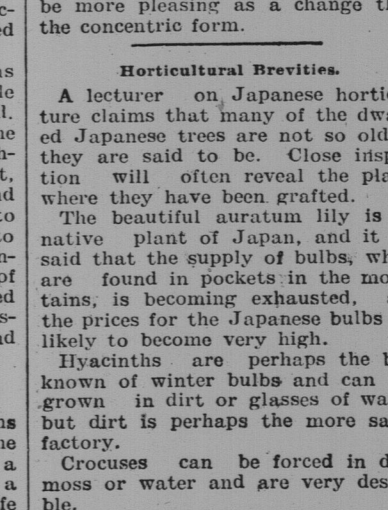 be more pleasing as a change
the concentric form.
Horticultural Brevities.
A lecturer on Japanese horti
ture claims that many of the dwa
ed Japanese trees are not so old
they are said to be. Close insp
tion will often reveal the pla
where they have been grafted.
The beautiful auratum lily is
native plant of Japan, and it
said that the supply of bulbs, wh
are found in pockets in the mo
tains, is becoming exhausted,
the prices for the Japanese bulbs
likely to become very high.
Hyacinths are perhaps the b
known of winter bulbs and can
grown in dirt or glasses of wa
but dirt is perhaps the more sa
factory.
Crocuses can be forced in d
moss or water and are very des
ble.